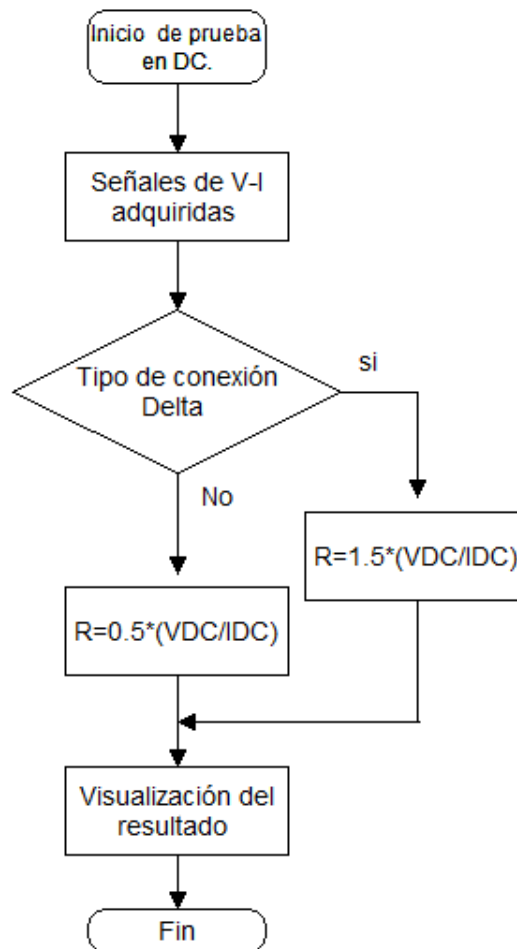 Inicio de prueba
en DC.
Señales de V-I
adquiridas
Tipo de conexión
Delta
si
No
R=1.5*(VDC/IDC)
R=0.5*(VDC/IDC)
Visualización del
resultado
Fin